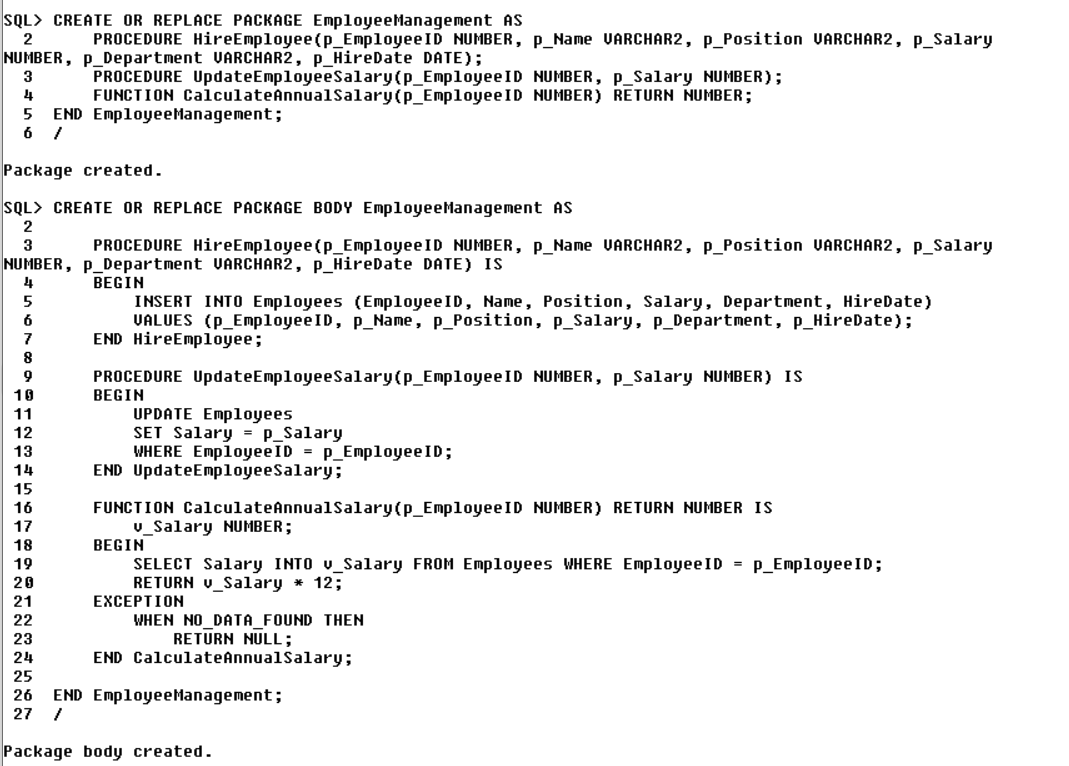 SQL> CREATE OR REPLACE PACKAGE EmployeeManagement AS
  2      PROCEDURE HireEmployee(p_EmployeeID NUMBER, p_Name VARCHAR2, p_Position VARCHAR2, p_Salary
NUMBER, p_Department VARCHAR2, p_HireDate DATE);
  3      PROCEDURE UpdateEmployeeSalary(p_EmployeeID NUMBER, p_Salary NUMBER);
  4      FUNCTION CalculateAnnualSalary(p_EmployeeID NUMBER) RETURN NUMBER;
  5  END EmployeeManagement;
  6  /
Package created.
SQL> CREATE OR REPLACE PACKAGE BODY EmployeeManagement AS
  2
  3      PROCEDURE HireEmployee(p_EmployeeID NUMBER, p_Name VARCHAR2, p_Position VARCHAR2, p_Salary
NUMBER, p_Department VARCHAR2, p_HireDate DATE) IS
  4      BEGIN
  5          INSERT INTO Employees (EmployeeID, Name, Position, Salary, Department, HireDate)
  6          VALUES (p_EmployeeID, p_Name, p_Position, p_Salary, p_Department, p_HireDate);
  7      END HireEmployee;
  8
  9      PROCEDURE UpdateEmployeeSalary(p_EmployeeID NUMBER, p_Salary NUMBER) IS
 10      BEGIN
 11          UPDATE Employees
 12          SET Salary = p_Salary
 13          WHERE EmployeeID = p_EmployeeID;
 14      END UpdateEmployeeSalary;
 15
 16      FUNCTION CalculateAnnualSalary(p_EmployeeID NUMBER) RETURN NUMBER IS
 17          v_Salary NUMBER;
 18      BEGIN
 19          SELECT Salary INTO v_Salary FROM Employees WHERE EmployeeID = p_EmployeeID;
 20          RETURN v_Salary * 12;
 21      EXCEPTION
 22          WHEN NO_DATA_FOUND THEN
 23              RETURN NULL;
 24      END CalculateAnnualSalary;
 25
 26  END EmployeeManagement;
 27  /
Package body created.